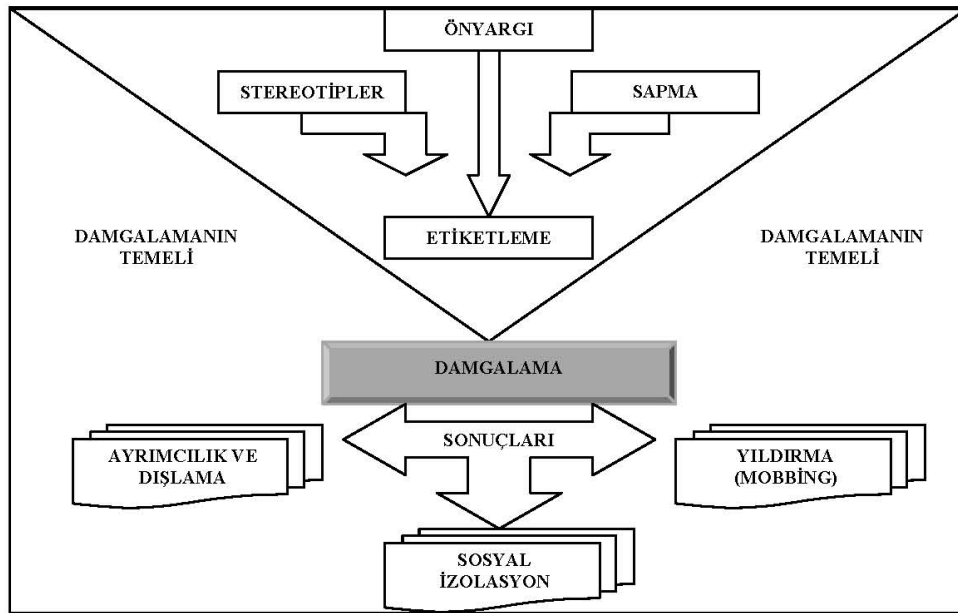 ÖNYARGI
STEREOTİPLER
SAPMA
ETİKETLEME
DAMGALAMANIN
TEMELİ
DAMGALAMANIN
TEMELİ
DAMGALAMA
SONUÇLARI
AYRIMCILIK VE
DIŞLAMA
YILDIRMA
(MOBBİNG)
SOSYAL
İZOLASYON